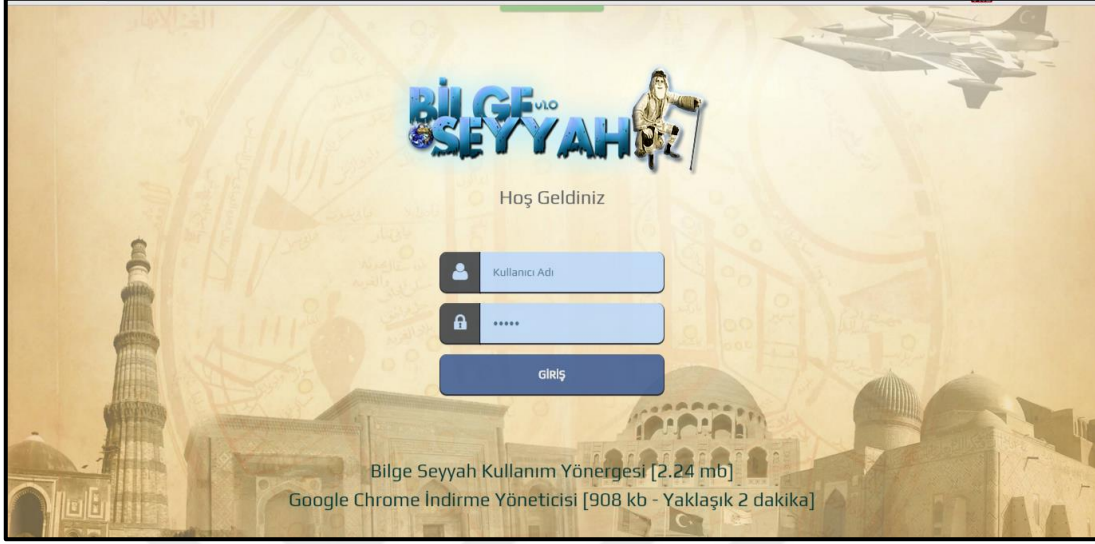 BİLGE v1.0
SEYYAH
Hoş Geldiniz
Kullanıcı Adı
•••••
GİRİŞ
Bilge Seyyah Kullanım Yönergesi [2.24 mb]
Google Chrome İndirme Yöneticisi [908 kb - Yaklaşık 2 dakika]